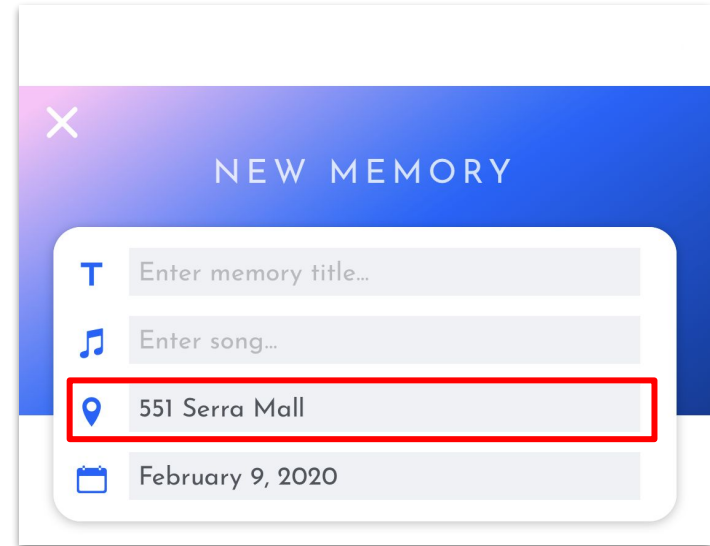 NEW MEMORY
Enter memory title...
Enter song...
551 Serra Mall
February 9, 2020